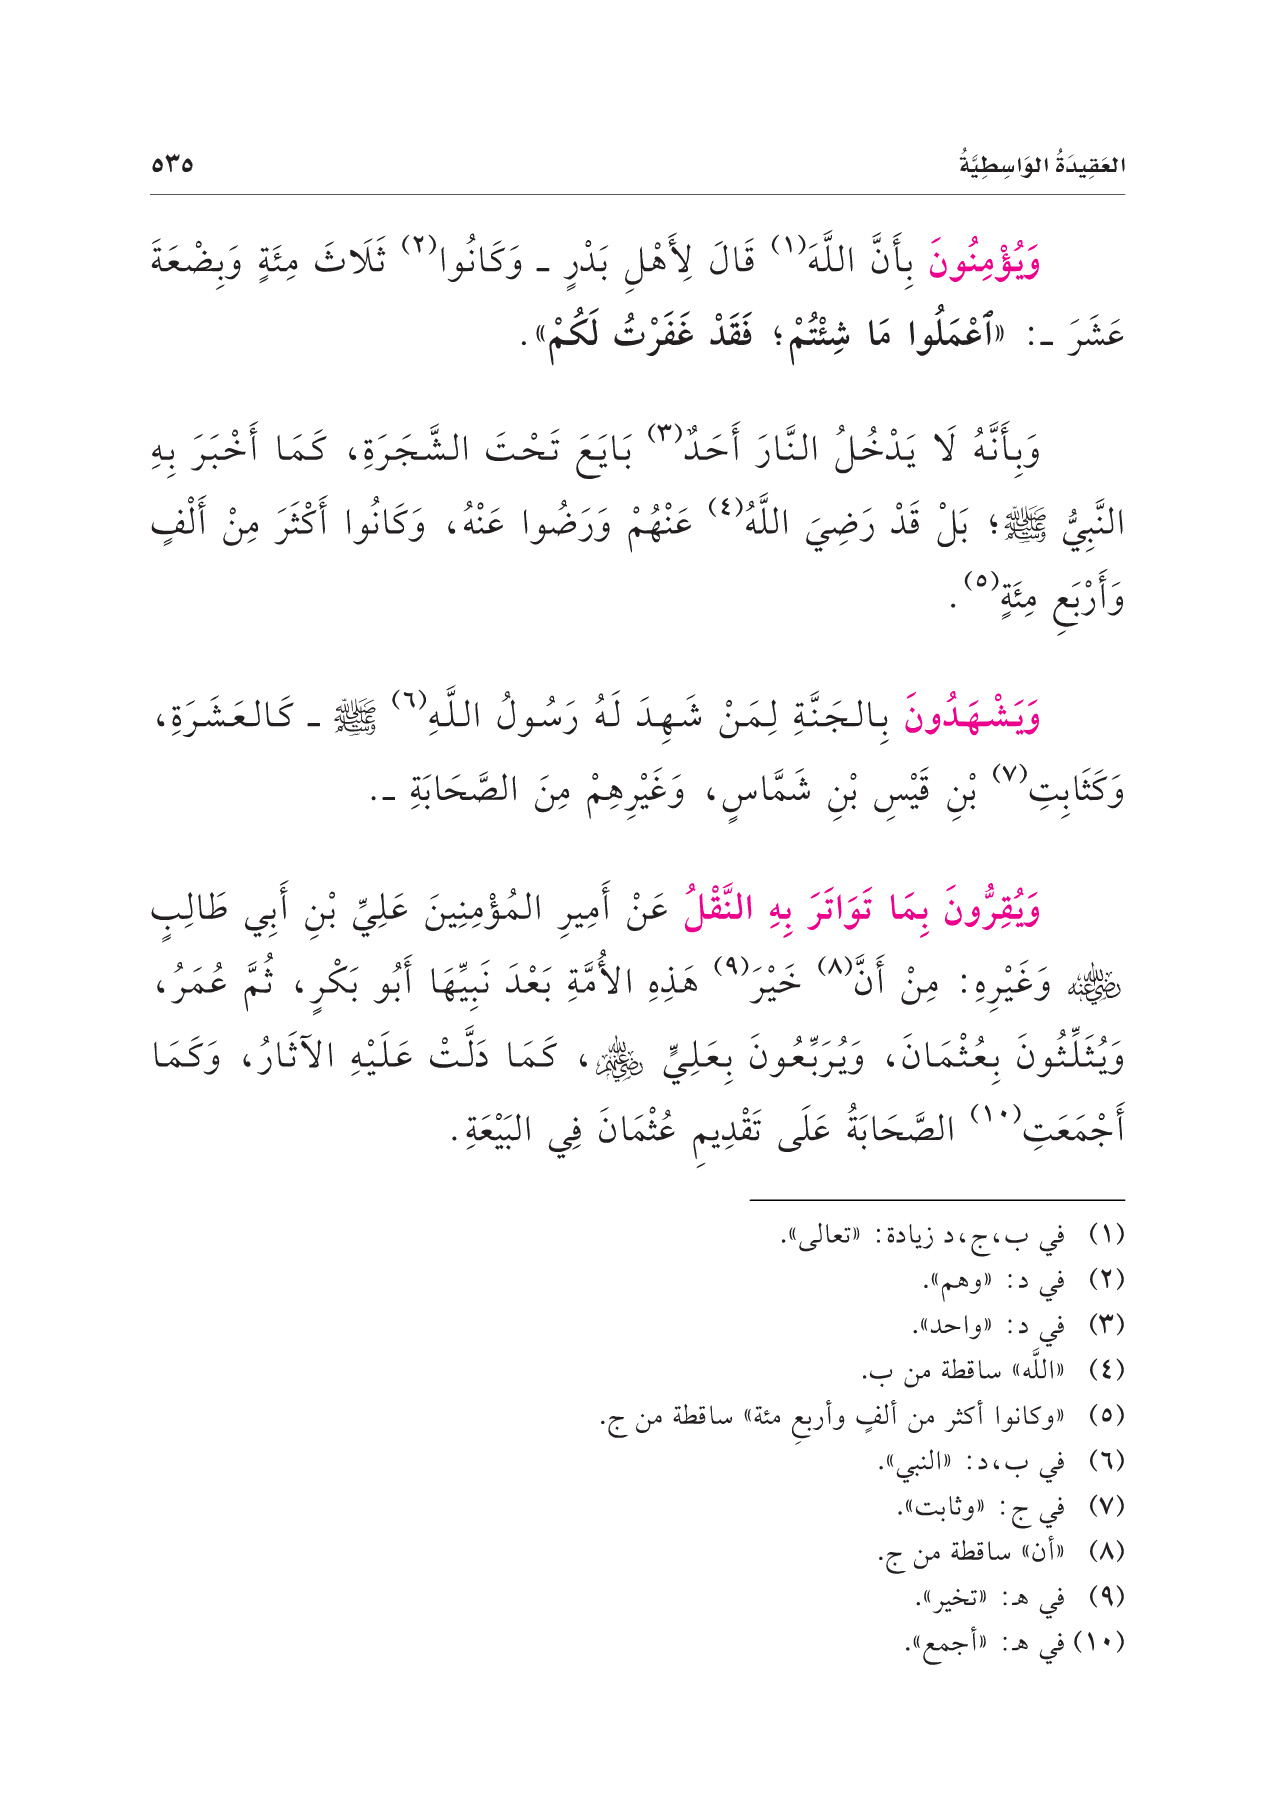 العَقِيدَةُ الوَاسِطِيَّةُ ٥٣٥
وَيُؤْمِنُونَ بِأَنَّ اللَّهَ(١) قَالَ لِأَهْلِ بَدْرٍ ـ وَكَانُوا(٢) ثَلَاثَ مِئَةٍ وَبِضْعَةَ
عَشَرَ ـ: «ٱعْمَلُوا مَا شِئْتُمْ؛ فَقَدْ غَفَرْتُ لَكُمْ».
وَبِأَنَّهُ لَا يَدْخُلُ النَّارَ أَحَدٌ(٣) بَايَعَ تَحْتَ الشَّجَرَةِ، كَمَا أَخْبَرَ بِهِ
النَّبِيُّ ﷺ؛ بَلْ قَدْ رَضِيَ اللَّهُ(٤) عَنْهُمْ وَرَضُوا عَنْهُ، وَكَانُوا أَكْثَرَ مِنْ أَلْفٍ
وَأَرْبَعِ مِئَةٍ(٥).
وَيَشْهَدُونَ بِالجَنَّةِ لِمَنْ شَهِدَ لَهُ رَسُولُ اللَّهِ(٦) ﷺ ـ كَالعَشَرَةِ،
وَكَثَابِتِ(٧) بْنِ قَيْسِ بْنِ شَمَّاسٍ، وَغَيْرِهِمْ مِنَ الصَّحَابَةِ ـ.
وَيُقِرُّونَ بِمَا تَوَاتَرَ بِهِ النَّقْلُ عَنْ أَمِيرِ المُؤْمِنِينَ عَلِيِّ بْنِ أَبِي طَالِبٍ
رضي الله عنه وَغَيْرِهِ: مِنْ أَنَّ(٨) خَيْرَ(٩) هَذِهِ الأُمَّةِ بَعْدَ نَبِيِّهَا أَبُو بَكْرٍ، ثُمَّ عُمَرُ،
وَيُثَلِّثُونَ بِعُثْمَانَ، وَيُرَبِّعُونَ بِعَلِيٍّ رضي الله عنهم، كَمَا دَلَّتْ عَلَيْهِ الآثَارُ، وَكَمَا
أَجْمَعَتِ(١٠) الصَّحَابَةُ عَلَى تَقْدِيمِ عُثْمَانَ فِي البَيْعَةِ.
(١) في ب،ج،د زيادة: «تعالى».
(٢) في د: «وهم».
(٣) في د: «واحد».
(٤) «اللَّه» ساقطة من ب.
(٥) «وكانوا أكثر من ألفٍ وأربعِ مئة» ساقطة من ج.
(٦) في ب،د: «النبي».
(٧) في ج: «وثابت».
(٨) «أن» ساقطة من ج.
(٩) في هـ: «تخير».
(١٠) في هـ: «أجمع».